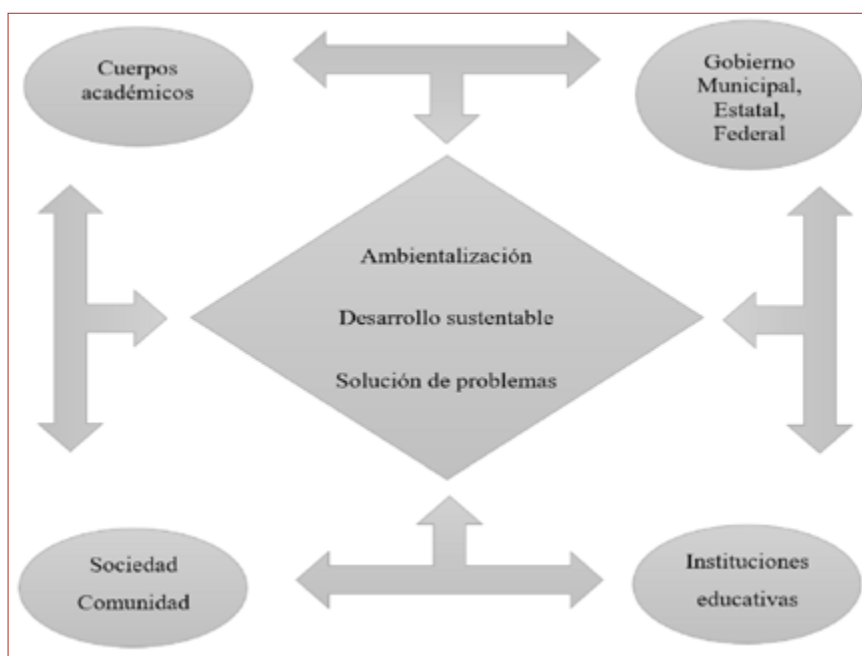 Cuerpos
académicos
Gobierno
Municipal,
Estatal,
Federal
Ambientalización
Desarrollo sustentable
Solución de problemas
Sociedad
Comunidad
Instituciones
educativas